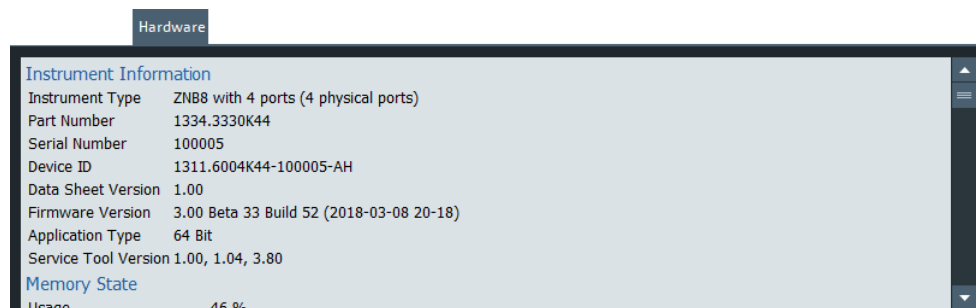 Hardware
Instrument Information
Instrument Type ZNB8 with 4 ports (4 physical ports)
Part Number 1334.3330K44
Serial Number 100005
Device ID 1311.6004K44-100005-AH
Data Sheet Version 1.00
Firmware Version 3.00 Beta 33 Build 52 (2018-03-08 20-18)
Application Type 64 Bit
Service Tool Version 1.00, 1.04, 3.80
Memory State
Usage 46 %